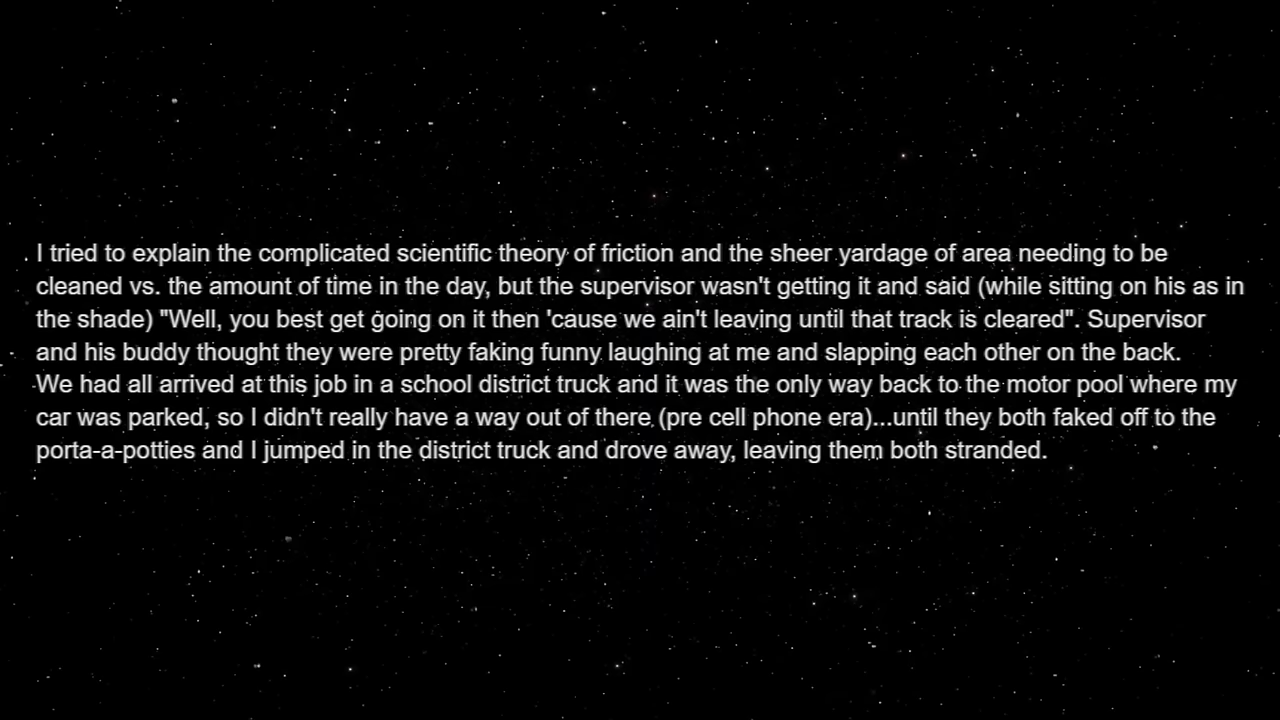 I tried to explain the complicated scientific theory of friction and the sheer yardage of area needing to be
cleaned vs. the amount of time in the day, but the supervisor wasn't getting it and said (while sitting on his as in
the shade) "Well, you best get going on it then 'cause we ain't leaving until that track is cleared". Supervisor
and his buddy thought they were pretty faking funny laughing at me and slapping each other on the back.
We had all arrived at this job in a school district truck and it was the only way back to the motor pool where my
car was parked, so I didn't really have a way out of there (pre cell phone era)...until they both faked off to the
porta-a-potties and I jumped in the district truck and drove away, leaving them both stranded.